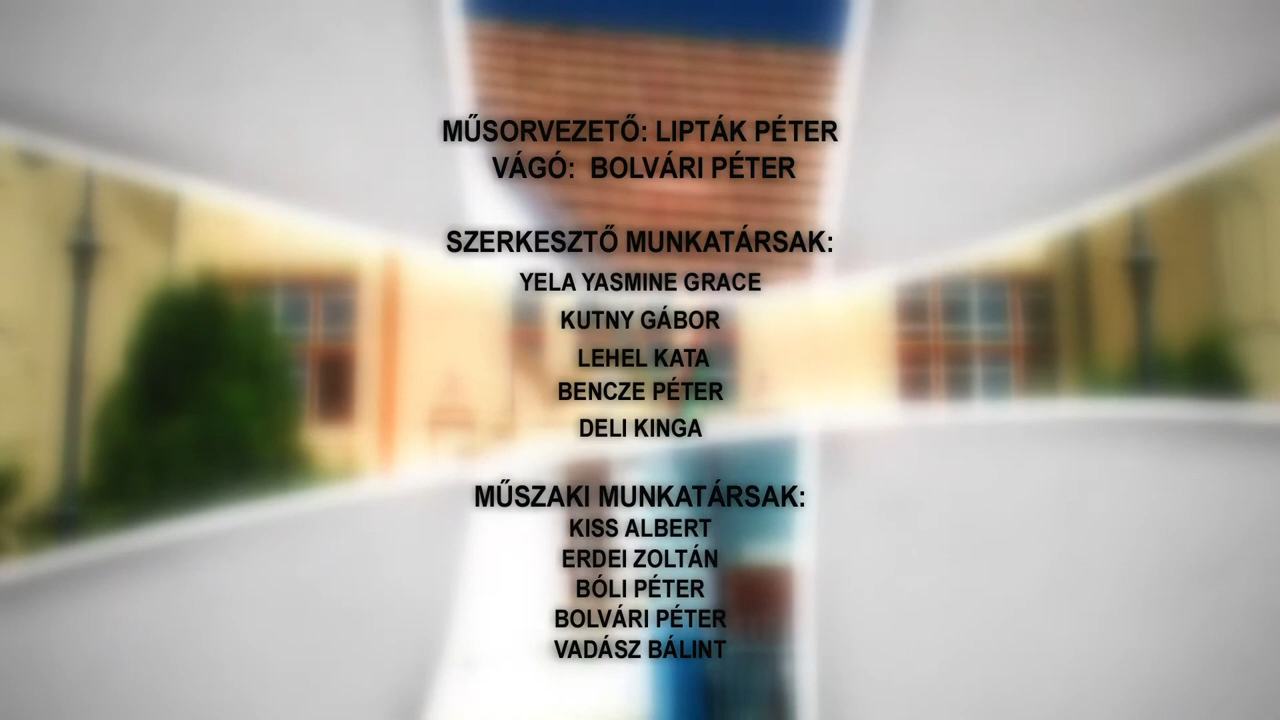 MŰSORVEZETŐ: LIPTÁK PÉTER
VÁGÓ: BOLVÁRI PÉTER
SZERKESZTŐ MUNKATÁRSAK:
YELA YASMINE GRACE
KUTNY GÁBOR
LEHEL KATA
BENCZE PÉTER
DELI KINGA
MŰSZAKI MUNKATÁRSAK:
KISS ALBERT
ERDEI ZOLTÁN
BÓLI PÉTER
BOLVÁRI PÉTER
VADÁSZ BÁLINT